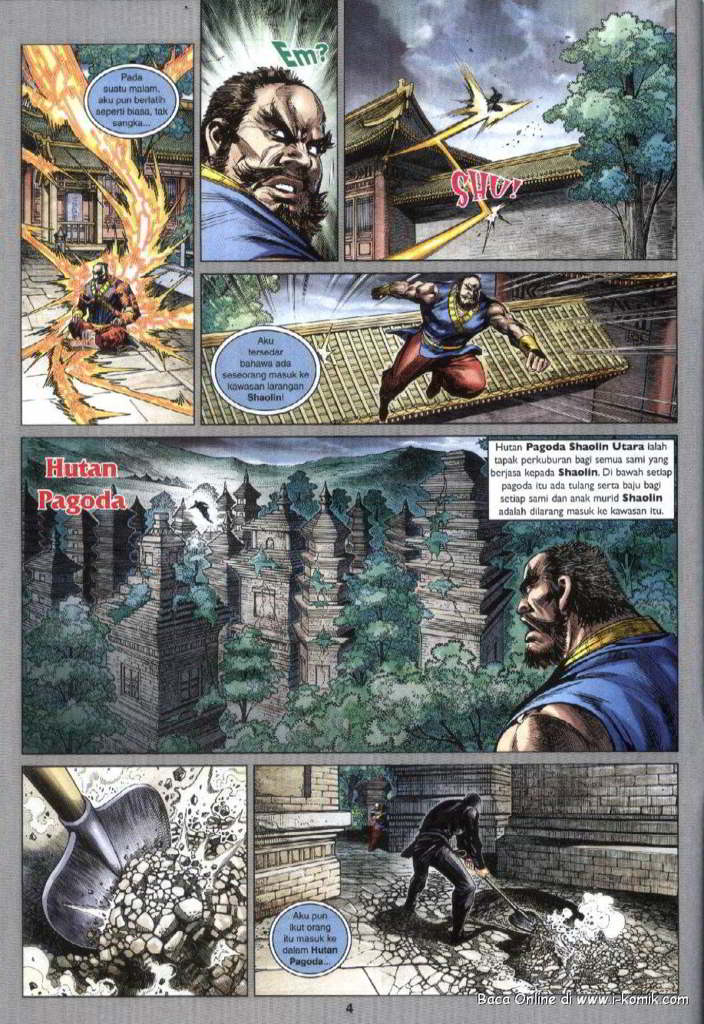 Pada
suatu malam,
aku pun berlatih
seperti biasa, tak
sangka...
Em?
SHU!
Aku
tersedar
bahawa ada
seseorang masuk ke
kawasan larangan
Shaolin!
Hutan
Pagoda
Hutan Pagoda Shaolin Utara ialah
tapak perkuburan bagi semua sami yang
berjasa kepada Shaolin. Di bawah setiap
pagoda itu ada tulang serta baju bagi
setiap sami dan anak murid Shaolin
adalah dilarang masuk ke kawasan itu.
Aku pun
ikut orang
itu masuk ke
dalam Hutan
Pagoda...
4
Baca Online di www.i-komik.com